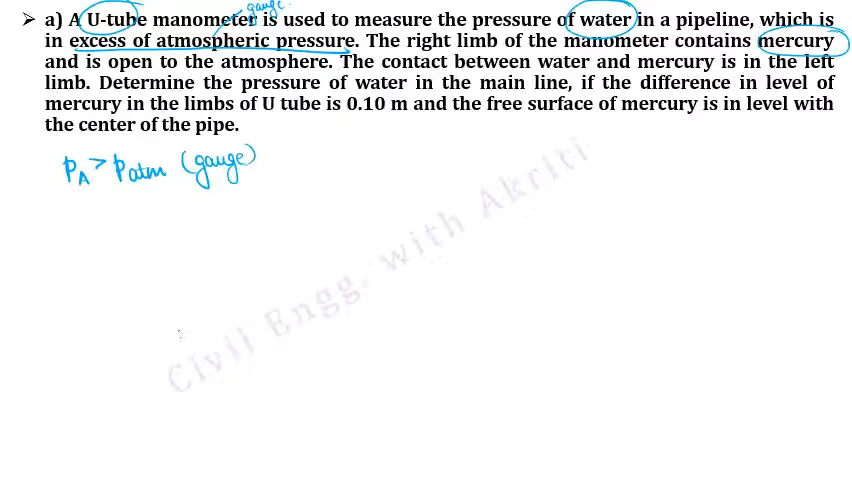 gauge.
➢ a) A U-tube manometer is used to measure the pressure of water in a pipeline, which is
in excess of atmospheric pressure. The right limb of the manometer contains mercury
and is open to the atmosphere. The contact between water and mercury is in the left
limb. Determine the pressure of water in the main line, if the difference in level of
mercury in the limbs of U tube is 0.10 m and the free surface of mercury is in level with
the center of the pipe.
PA > Patm (gauge)
Civil Engg. with Akriti